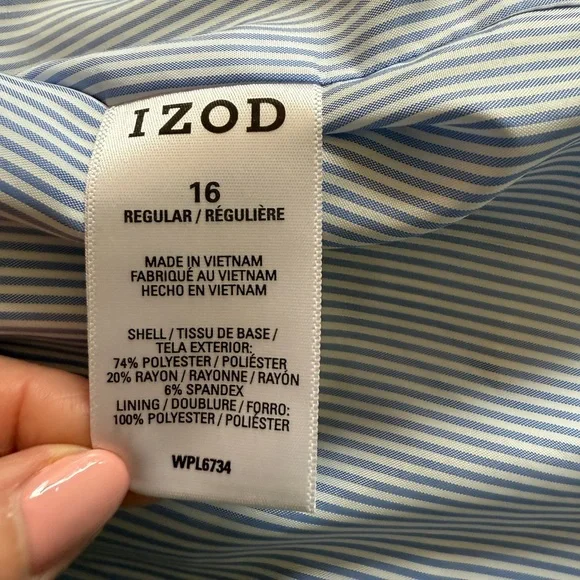 IZOD
16
REGULAR / RÉGULIÈRE
MADE IN VIETNAM
FABRIQUÉ AU VIETNAM
HECHO EN VIETNAM
SHELL / TISSU DE BASE /
TELA EXTERIOR:
74% POLYESTER / POLIÉSTER
20% RAYON / RAYONNE / RAYÓN
6% SPANDEX
LINING / DOUBLURE / FORRO:
100% POLYESTER / POLIÉSTER
WPL6734